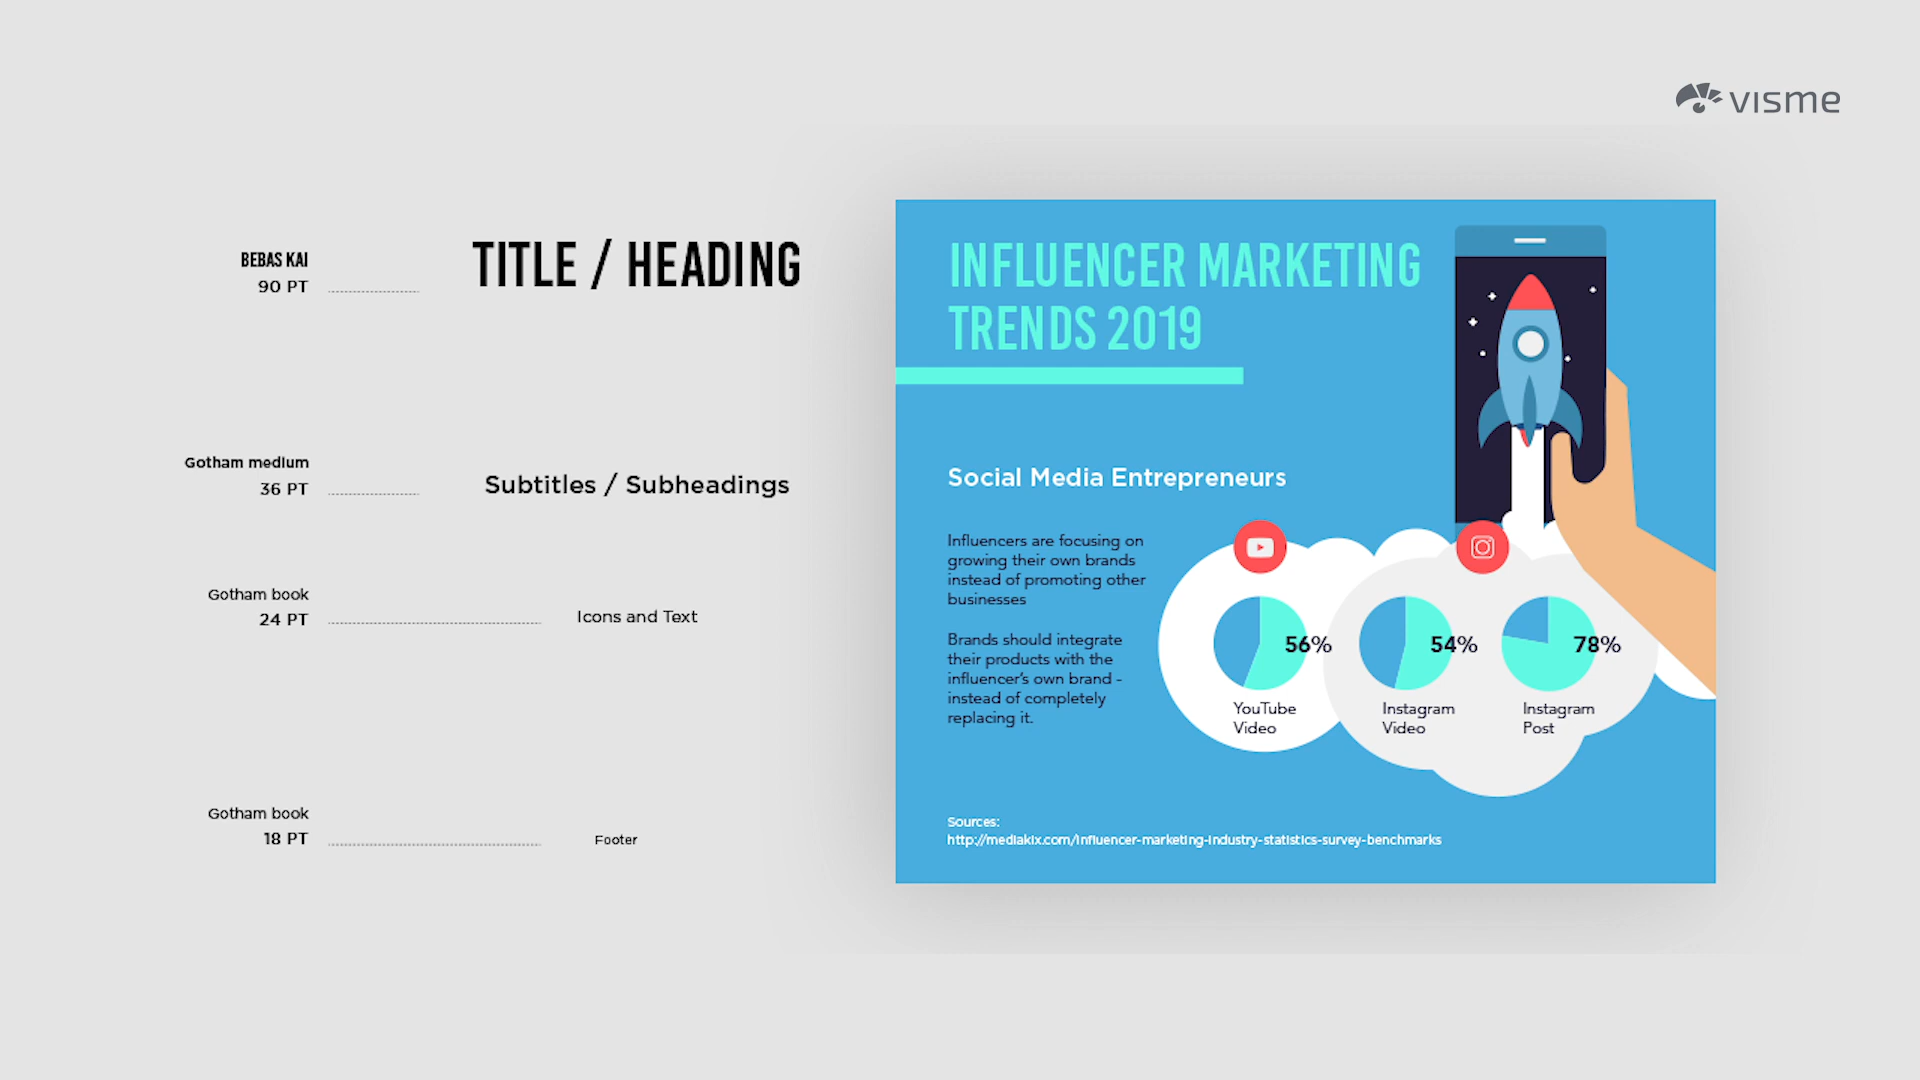 visme
BEBAS KAI
90 PT
TITLE / HEADING
Gotham medium
36 PT
Subtitles / Subheadings
Gotham book
24 PT
Icons and Text
Gotham book
18 PT
Footer
INFLUENCER MARKETING
TRENDS 2019
Social Media Entrepreneurs
Influencers are focusing on
growing their own brands
instead of promoting other
businesses
Brands should integrate
their products with the
influencer's own brand -
instead of completely
replacing it.
56%
54%
78%
YouTube
Video
Instagram
Video
Instagram
Post
Sources:
http://mediakix.com/influencer-marketing-industry-statistics-survey-benchmarks